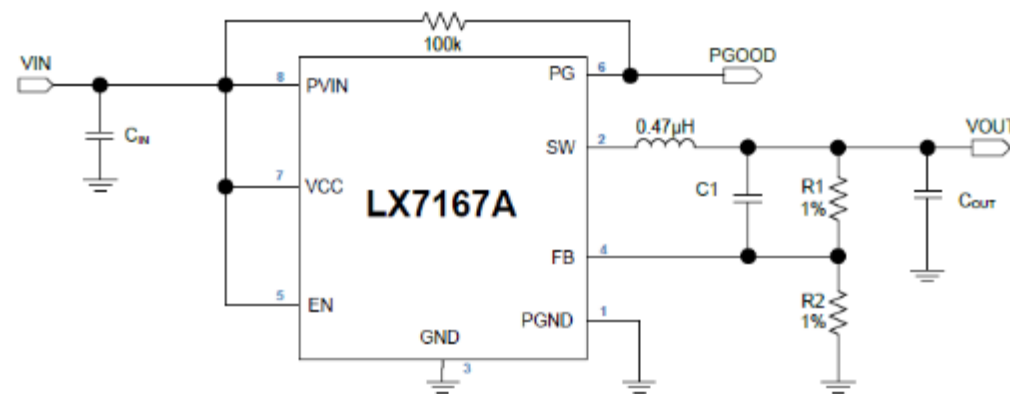 100k
VIN
PGOOD
8
PVIN
PG
6
CIN
0.47µH
VOUT
SW
2
7
VCC
LX7167A
C1
R1
1%
COUT
FB
4
5
EN
R2
1%
PGND
1
GND
3